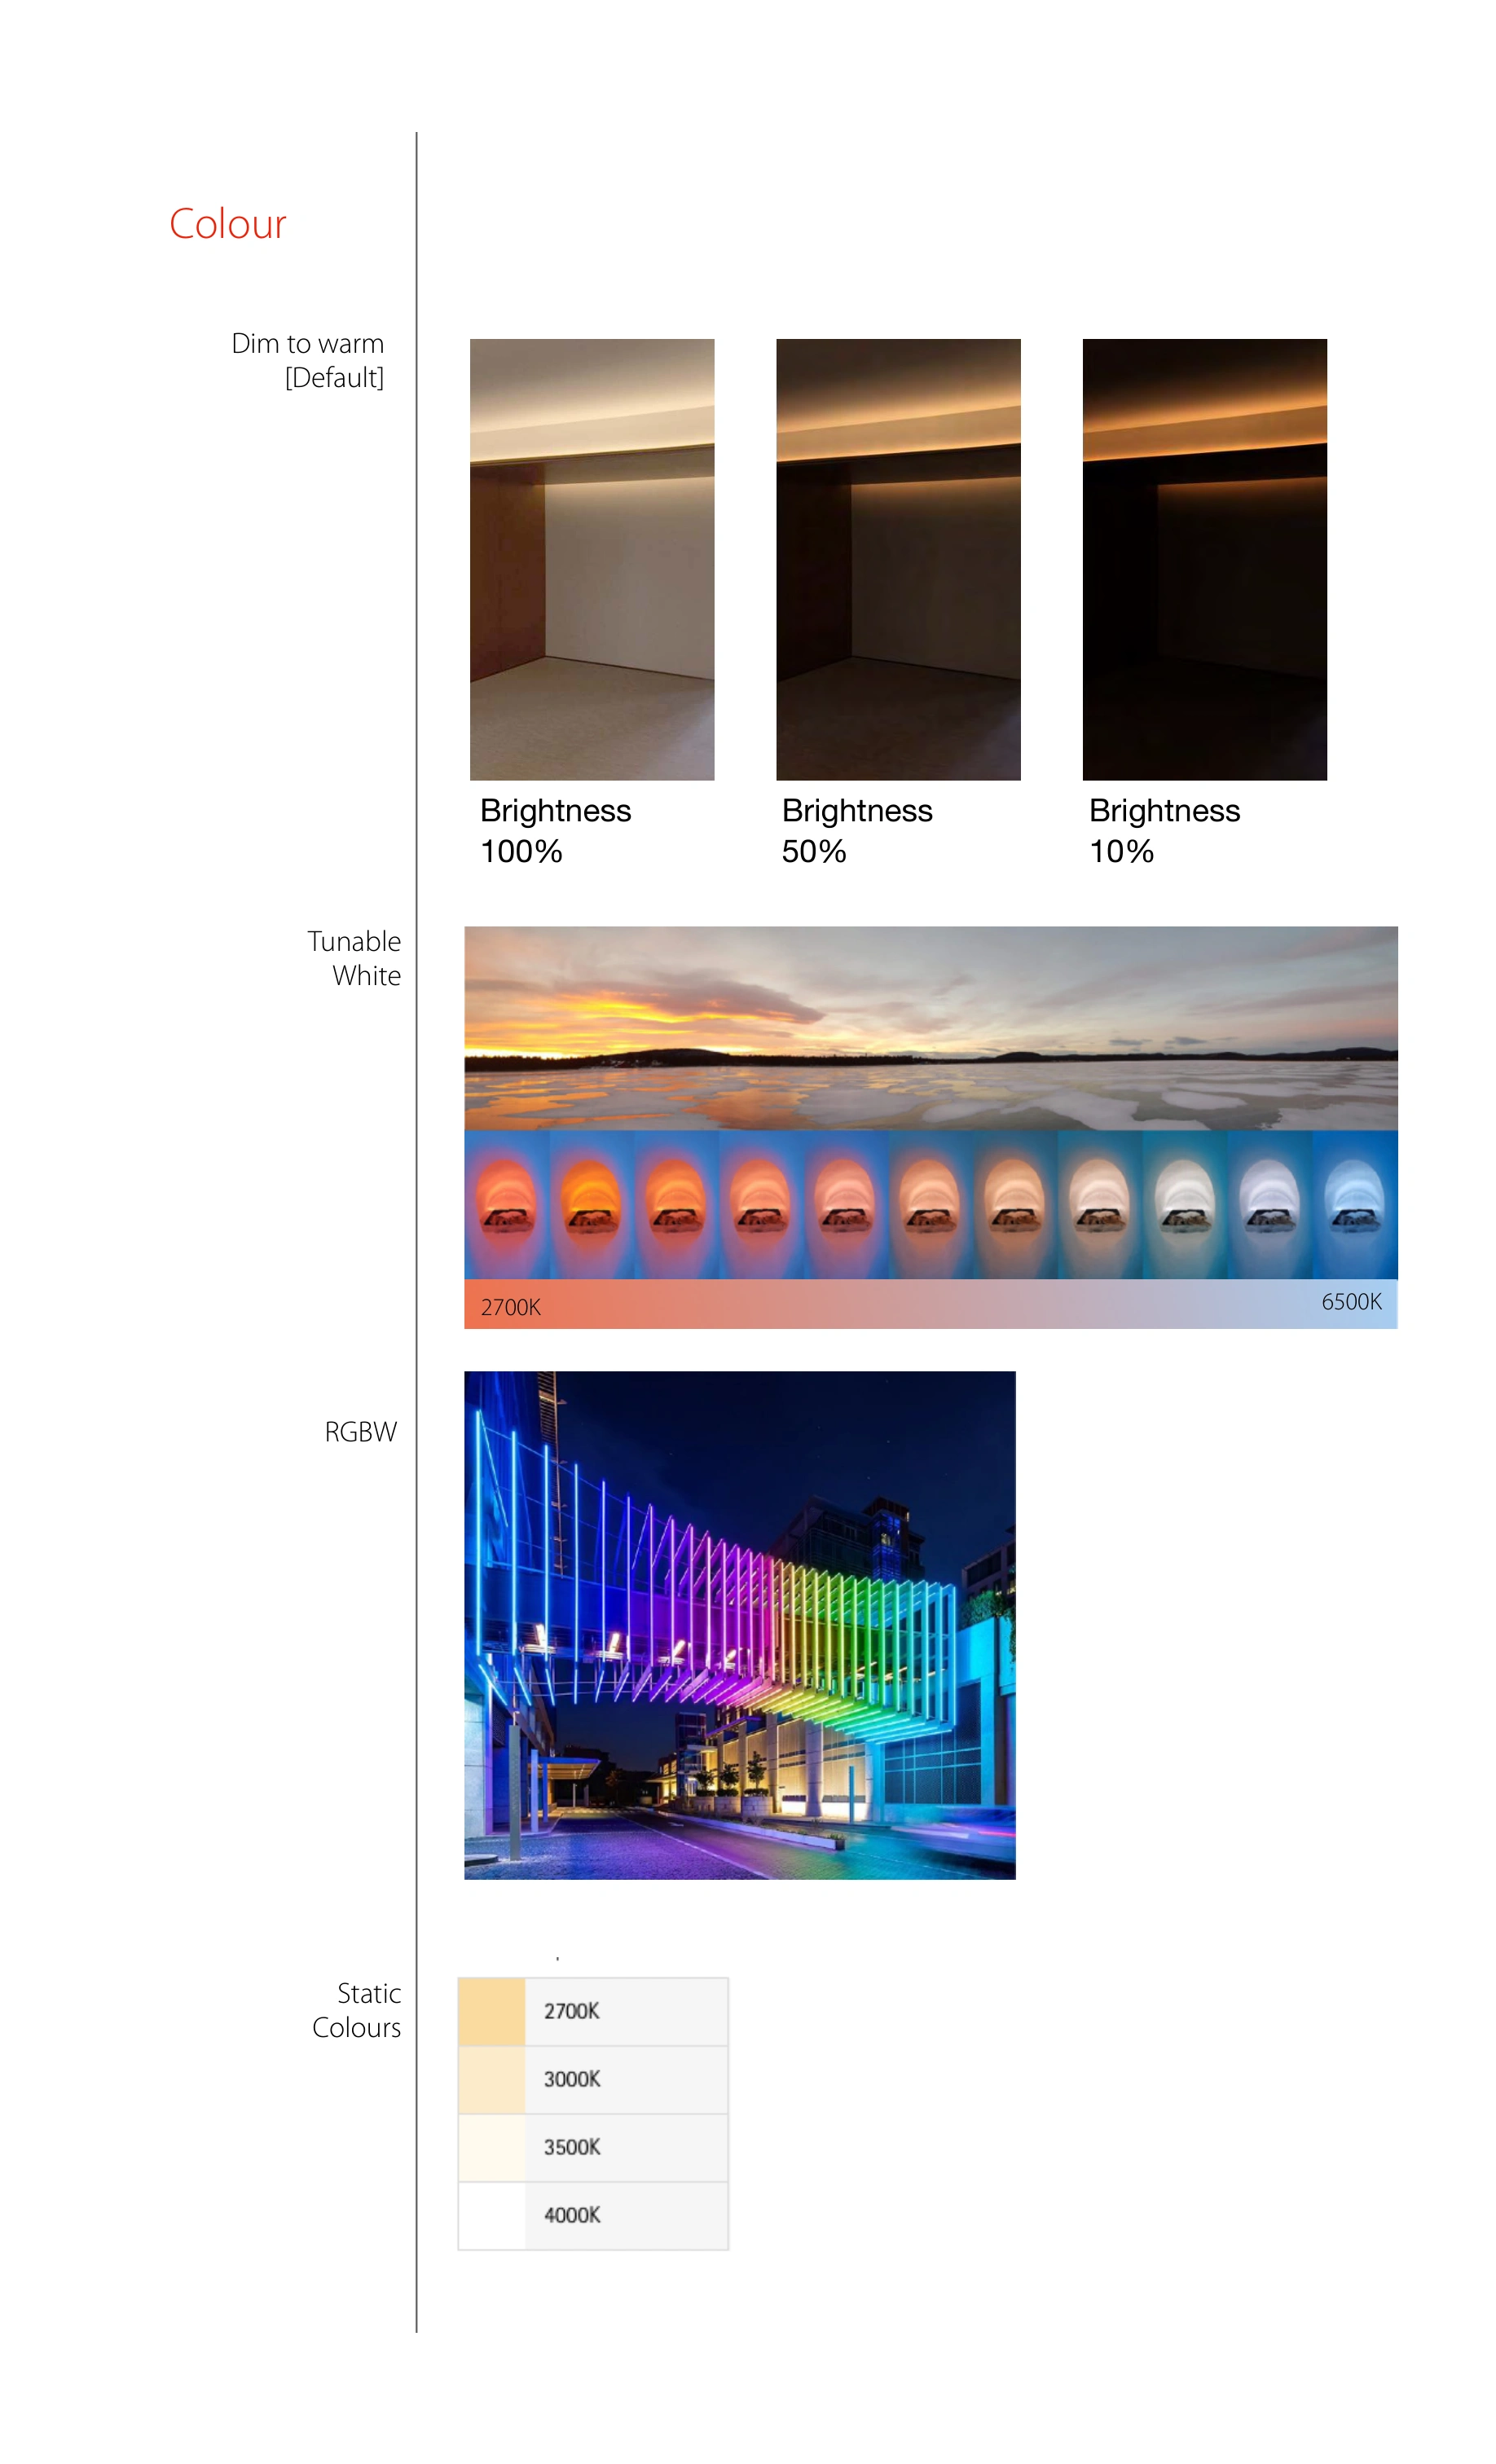 Colour
Dim to warm
[Default]
Brightness
100%
Brightness
50%
Brightness
10%
Tunable
White
2700K
6500K
RGBW
Static
Colours
2700K
3000K
3500K
4000K